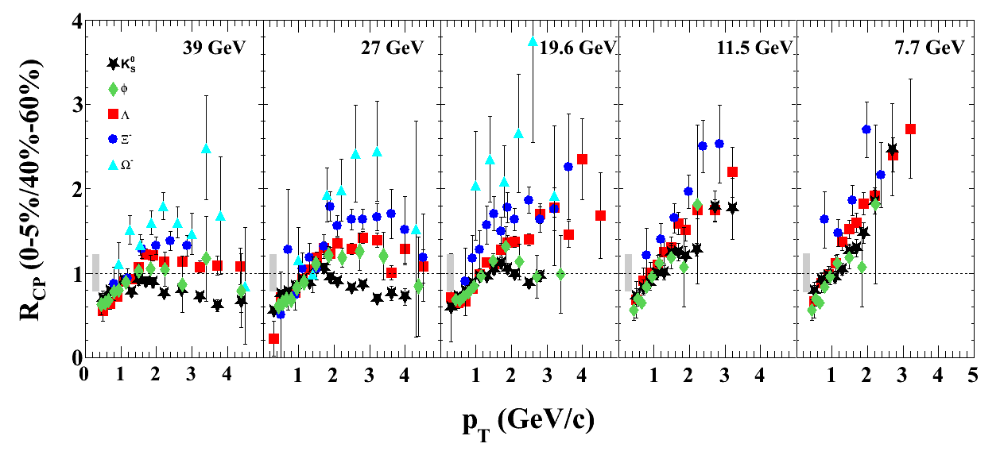 R_CP (0-5%/40%-60%)
4
3
2
1
0
39 GeV
27 GeV
19.6 GeV
11.5 GeV
7.7 GeV
K⁰_S
ϕ
Λ
Ξ⁻
Ω⁻
0 1 2 3 4 1 2 3 4 1 2 3 4 1 2 3 4 1 2 3 4 5
p_T (GeV/c)